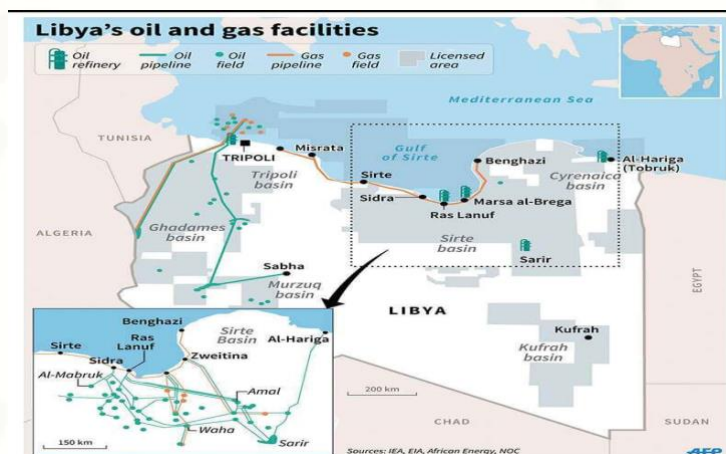 Libya's oil and gas facilities
Oil refinery
Oil pipeline
Oil field
Gas pipeline
Gas field
Licensed area
Mediterranean Sea
TUNISIA
TRIPOLI
Misrata
Gulf of Sirte
Benghazi
Al-Hariga (Tobruk)
Cyrenaica basin
Tripoli basin
Sirte
Sidra
Ras Lanuf
Marsa al-Brega
ALGERIA
Ghadames basin
Sirte basin
Sarir
Sabha
Murzuq basin
EGYPT
LIBYA
Kufrah
Kufrah basin
200 km
CHAD
SUDAN
Benghazi
Sirte Basin
Al-Hariga
Ras Lanuf
Sirte
Zweitina
Sidra
Al-Mabruk
Amal
Waha
Sarir
150 km
Sources: IEA, EIA, African Energy, NOC
AFP